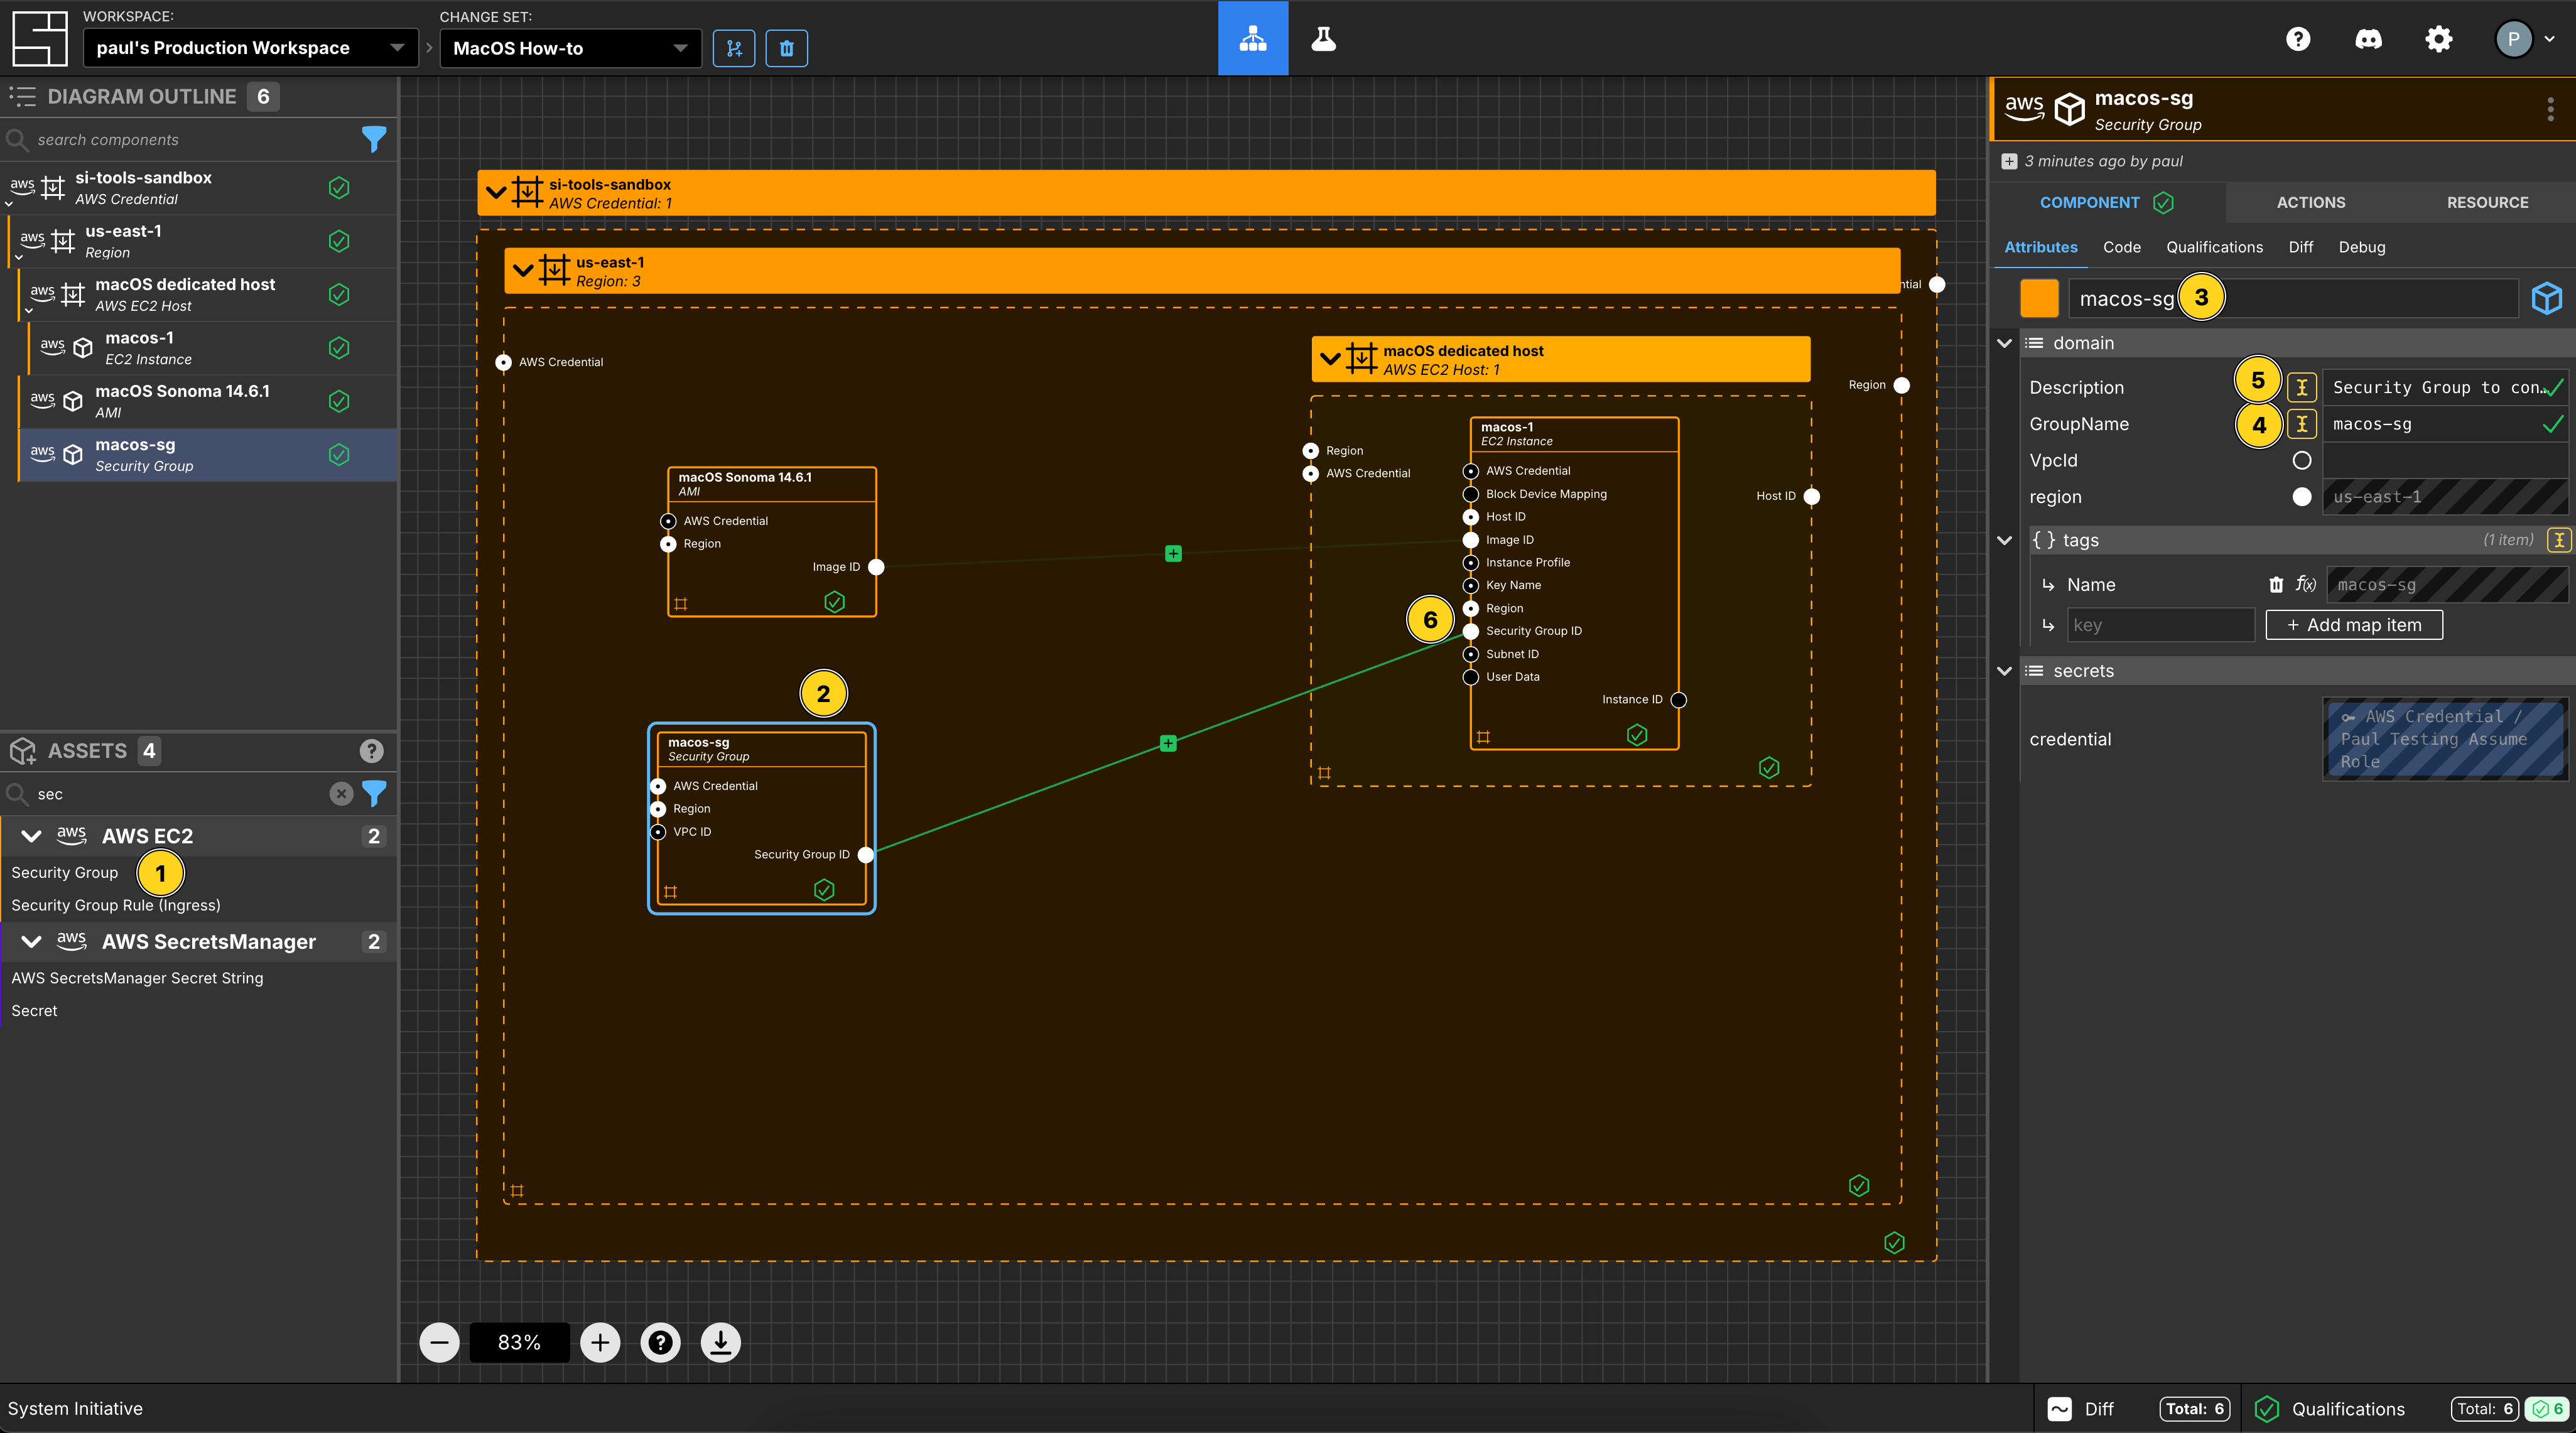 WORKSPACE:
paul's Production Workspace
CHANGE SET:
MacOS How-to
P
DIAGRAM OUTLINE 6
search components
aws si-tools-sandbox
AWS Credential
aws us-east-1
Region
aws macOS dedicated host
AWS EC2 Host
aws macos-1
EC2 Instance
aws macOS Sonoma 14.6.1
AMI
aws macos-sg
Security Group
ASSETS 4
sec
aws AWS EC2 2
Security Group 1
Security Group Rule (Ingress)
aws AWS SecretsManager 2
AWS SecretsManager Secret String
Secret
si-tools-sandbox
AWS Credential: 1
us-east-1
Region: 3
ntial
AWS Credential
Region
macOS dedicated host
AWS EC2 Host: 1
Region
AWS Credential
Host ID
macos-1
EC2 Instance
AWS Credential
Block Device Mapping
Host ID
Image ID
Instance Profile
Key Name
Region
6
Security Group ID
Subnet ID
User Data
Instance ID
macOS Sonoma 14.6.1
AMI
AWS Credential
Region
Image ID
2
macos-sg
Security Group
AWS Credential
Region
VPC ID
Security Group ID
83%
aws macos-sg
Security Group
3 minutes ago by paul
COMPONENT ACTIONS RESOURCE
Attributes Code Qualifications Diff Debug
macos-sg 3
domain
Description 5 Security Group to con…
GroupName 4 macos-sg
VpcId
region us-east-1
{ } tags (1 item)
Name f(x) macos-sg
key + Add map item
secrets
credential
AWS Credential /
Paul Testing Assume
Role
System Initiative
Diff Total: 6 Qualifications Total: 6 6